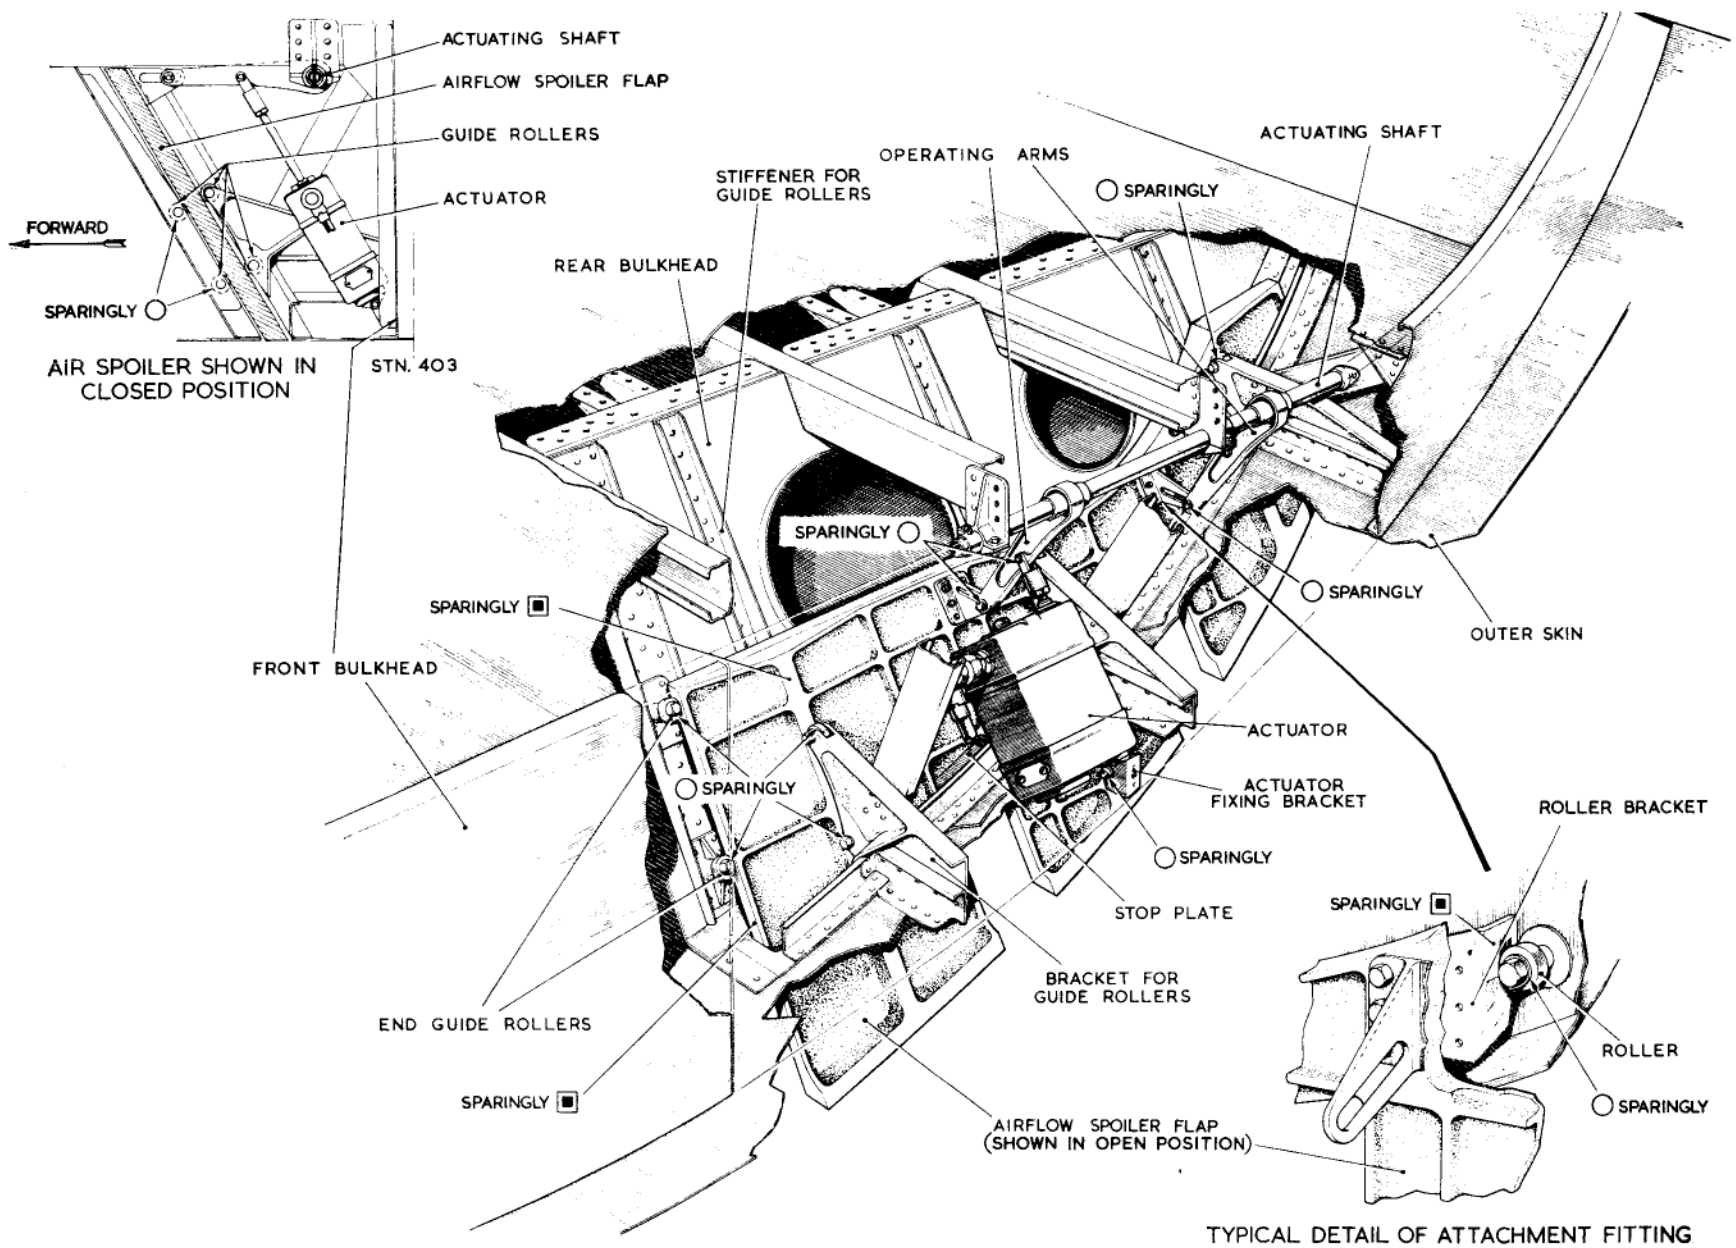 ACTUATING SHAFT
AIRFLOW SPOILER FLAP
GUIDE ROLLERS
ACTUATOR
FORWARD
SPARINGLY
AIR SPOILER SHOWN IN
CLOSED POSITION
STN. 403
STIFFENER FOR
GUIDE ROLLERS
OPERATING ARMS
ACTUATING SHAFT
SPARINGLY
REAR BULKHEAD
SPARINGLY
SPARINGLY
SPARINGLY
OUTER SKIN
FRONT BULKHEAD
ACTUATOR
SPARINGLY
ACTUATOR
FIXING BRACKET
ROLLER BRACKET
SPARINGLY
STOP PLATE
SPARINGLY
BRACKET FOR
GUIDE ROLLERS
END GUIDE ROLLERS
ROLLER
SPARINGLY
SPARINGLY
AIRFLOW SPOILER FLAP
(SHOWN IN OPEN POSITION)
TYPICAL DETAIL OF ATTACHMENT FITTING